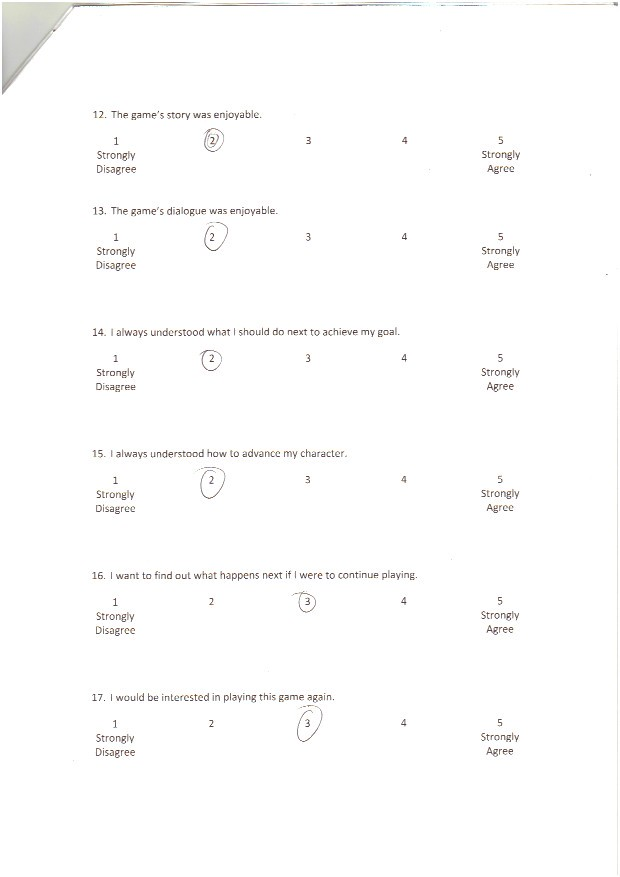 12. The game's story was enjoyable.
1 2 3 4 5
Strongly Strongly
Disagree Agree
13. The game's dialogue was enjoyable.
1 2 3 4 5
Strongly Strongly
Disagree Agree
14. I always understood what I should do next to achieve my goal.
1 2 3 4 5
Strongly Strongly
Disagree Agree
15. I always understood how to advance my character.
1 2 3 4 5
Strongly Strongly
Disagree Agree
16. I want to find out what happens next if I were to continue playing.
1 2 3 4 5
Strongly Strongly
Disagree Agree
17. I would be interested in playing this game again.
1 2 3 4 5
Strongly Strongly
Disagree Agree